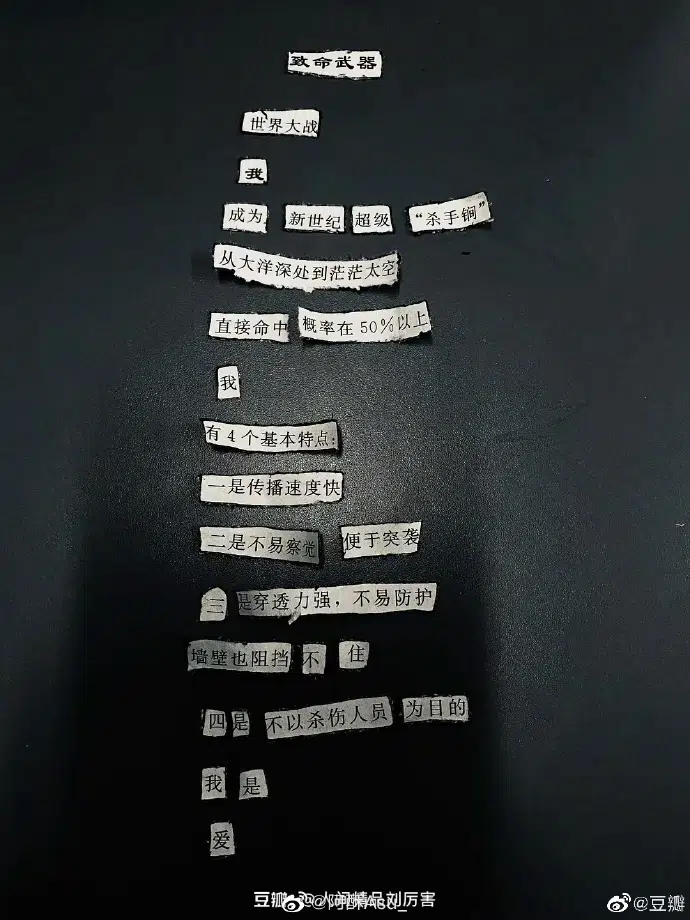 致命武器
世界大战
我
成为 新世纪 超级 “杀手锏”
从大洋深处到茫茫太空
直接命中 概率在50%以上
我
有4个基本特点：
一是传播速度快
二是不易察觉 便于突袭
三 是穿透力强，不易防护
墙壁也阻挡 不 住
四 是 不以杀伤人员 为目的
我 是
爱
豆瓣 人间精品刘厉害
@豆瓣